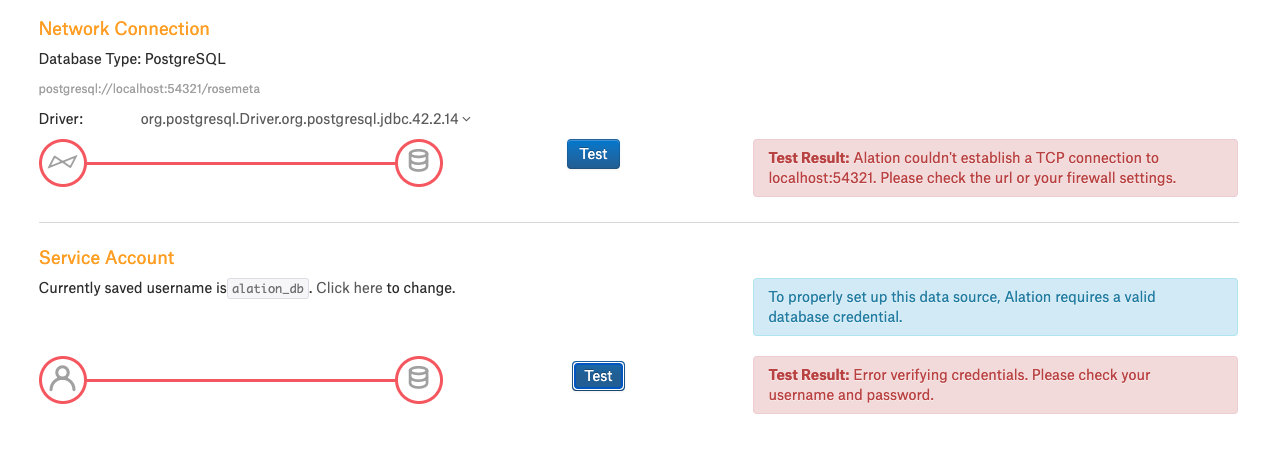 Network Connection
Database Type: PostgreSQL
postgresql://localhost:54321/rosemeta
Driver: org.postgresql.Driver.org.postgresql.jdbc.42.2.14
Test
Test Result: Alation couldn't establish a TCP connection to
localhost:54321. Please check the url or your firewall settings.
Service Account
Currently saved username is alation_db. Click here to change.
To properly set up this data source, Alation requires a valid
database credential.
Test
Test Result: Error verifying credentials. Please check your
username and password.